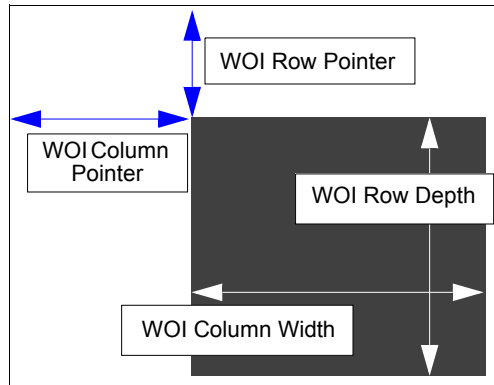 WOI Row Pointer
WOI Column
Pointer
WOI Row Depth
WOI Column Width